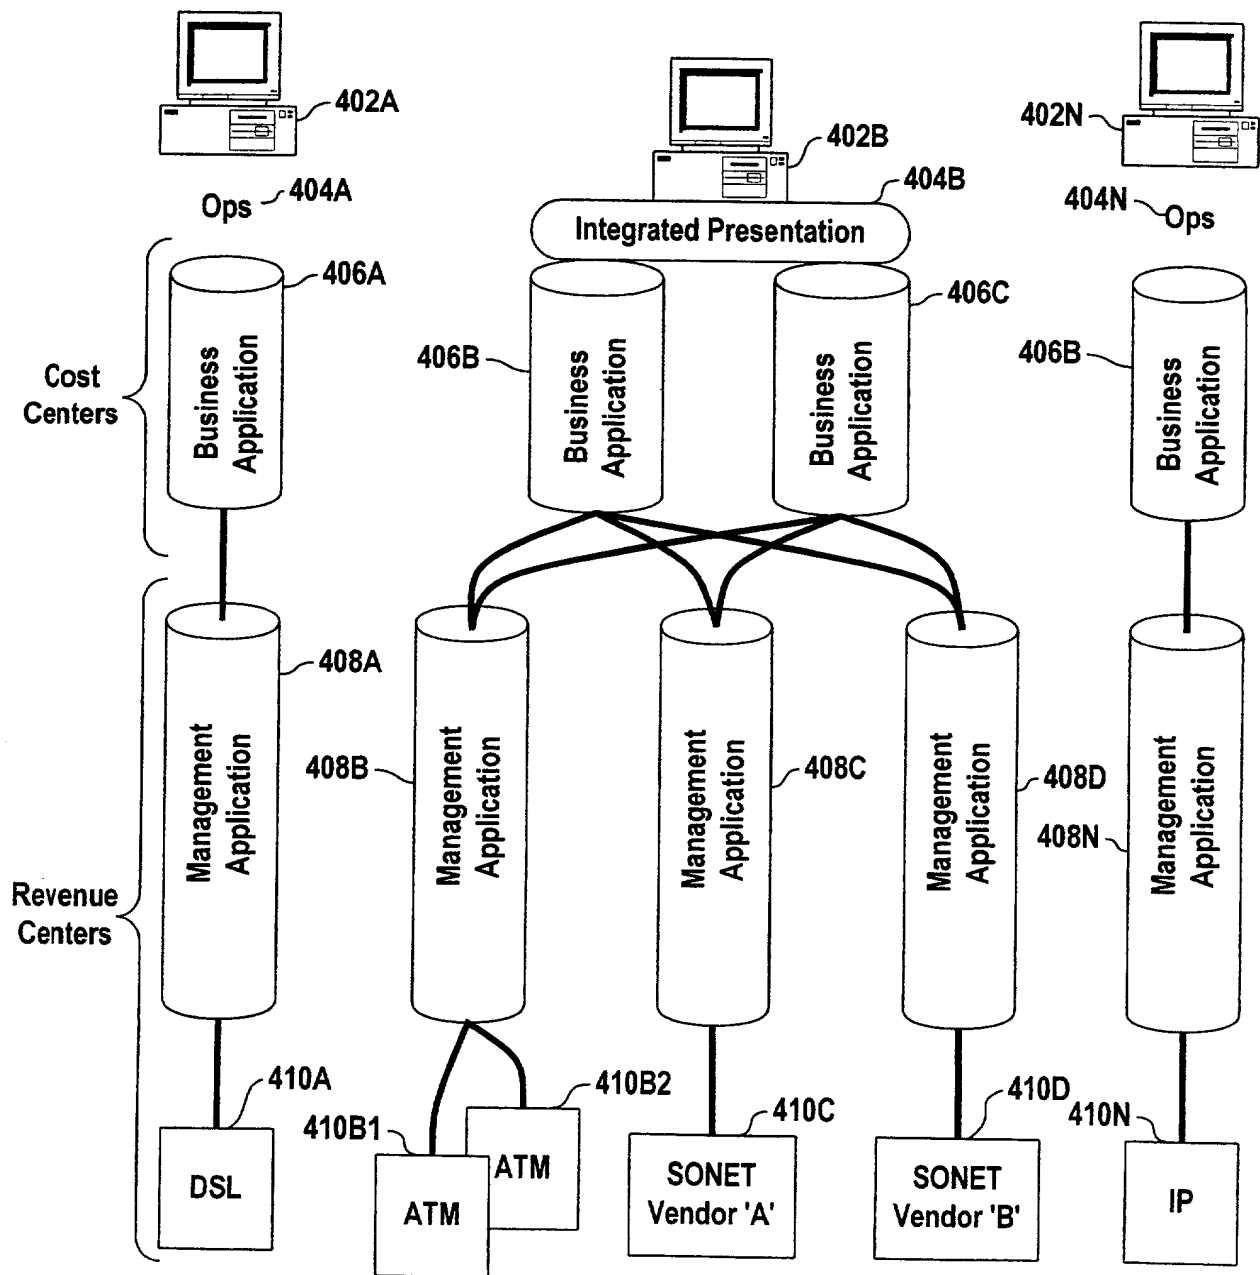 402A
402B
402N
404A
Ops
404B
404N
Ops
Integrated Presentation
406A
406C
406B
406B
Cost
Centers
Business
Application
Business
Application
Business
Application
Business
Application
408A
408B
408C
408D
408N
Management
Application
Management
Application
Management
Application
Management
Application
Management
Application
Revenue
Centers
410A
410B1
410B2
410C
410D
410N
DSL
ATM
ATM
SONET
Vendor 'A'
SONET
Vendor 'B'
IP